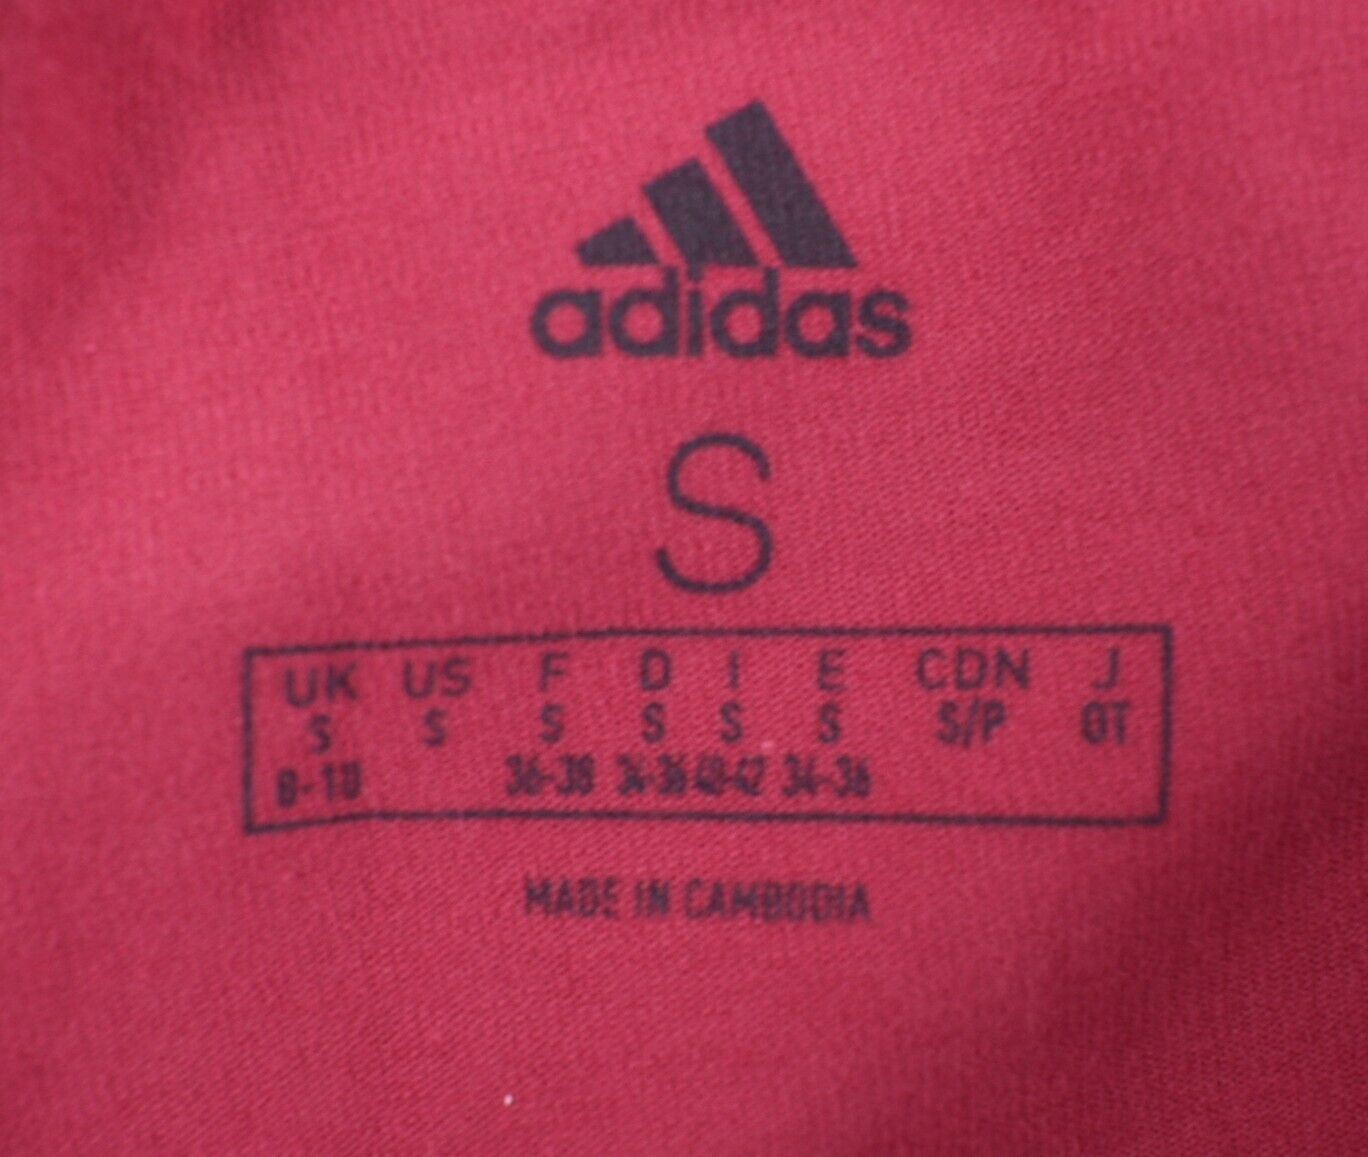 adidas
S
UK US F D I E CDN J
S S S S S S S/P OT
8-10 36-38 34-36 40-42 34-36
MADE IN CAMBODIA